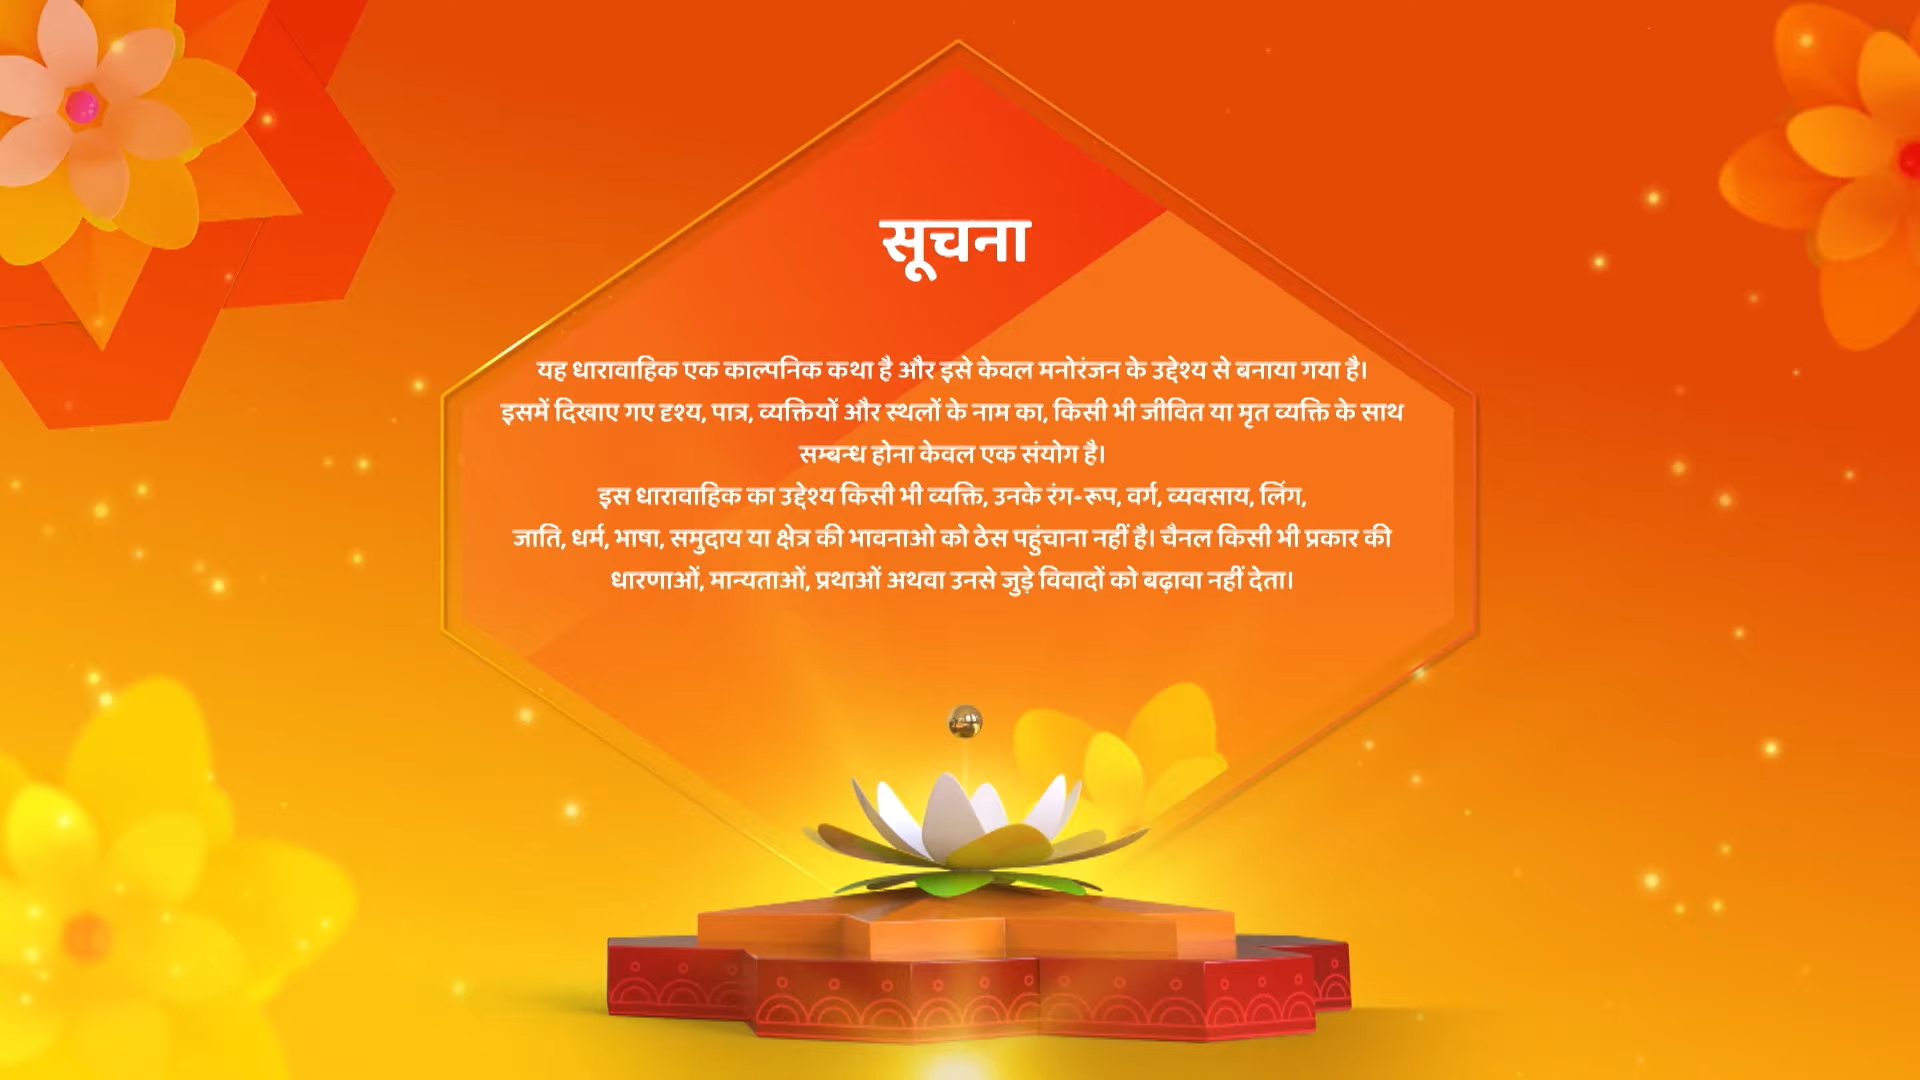 सूचना
यह धारावाहिक एक काल्पनिक कथा है और इसे केवल मनोरंजन के उद्देश्य से बनाया गया है।
इसमें दिखाए गए दृश्य, पात्र, व्यक्तियों और स्थलों के नाम का, किसी भी जीवित या मृत व्यक्ति के साथ
सम्बन्ध होना केवल एक संयोग है।
इस धारावाहिक का उद्देश्य किसी भी व्यक्ति, उनके रंग-रूप, वर्ग, व्यवसाय, लिंग,
जाति, धर्म, भाषा, समुदाय या क्षेत्र की भावनाओ को ठेस पहुंचाना नहीं है। चैनल किसी भी प्रकार की
धारणाओं, मान्यताओं, प्रथाओं अथवा उनसे जुड़े विवादों को बढ़ावा नहीं देता।